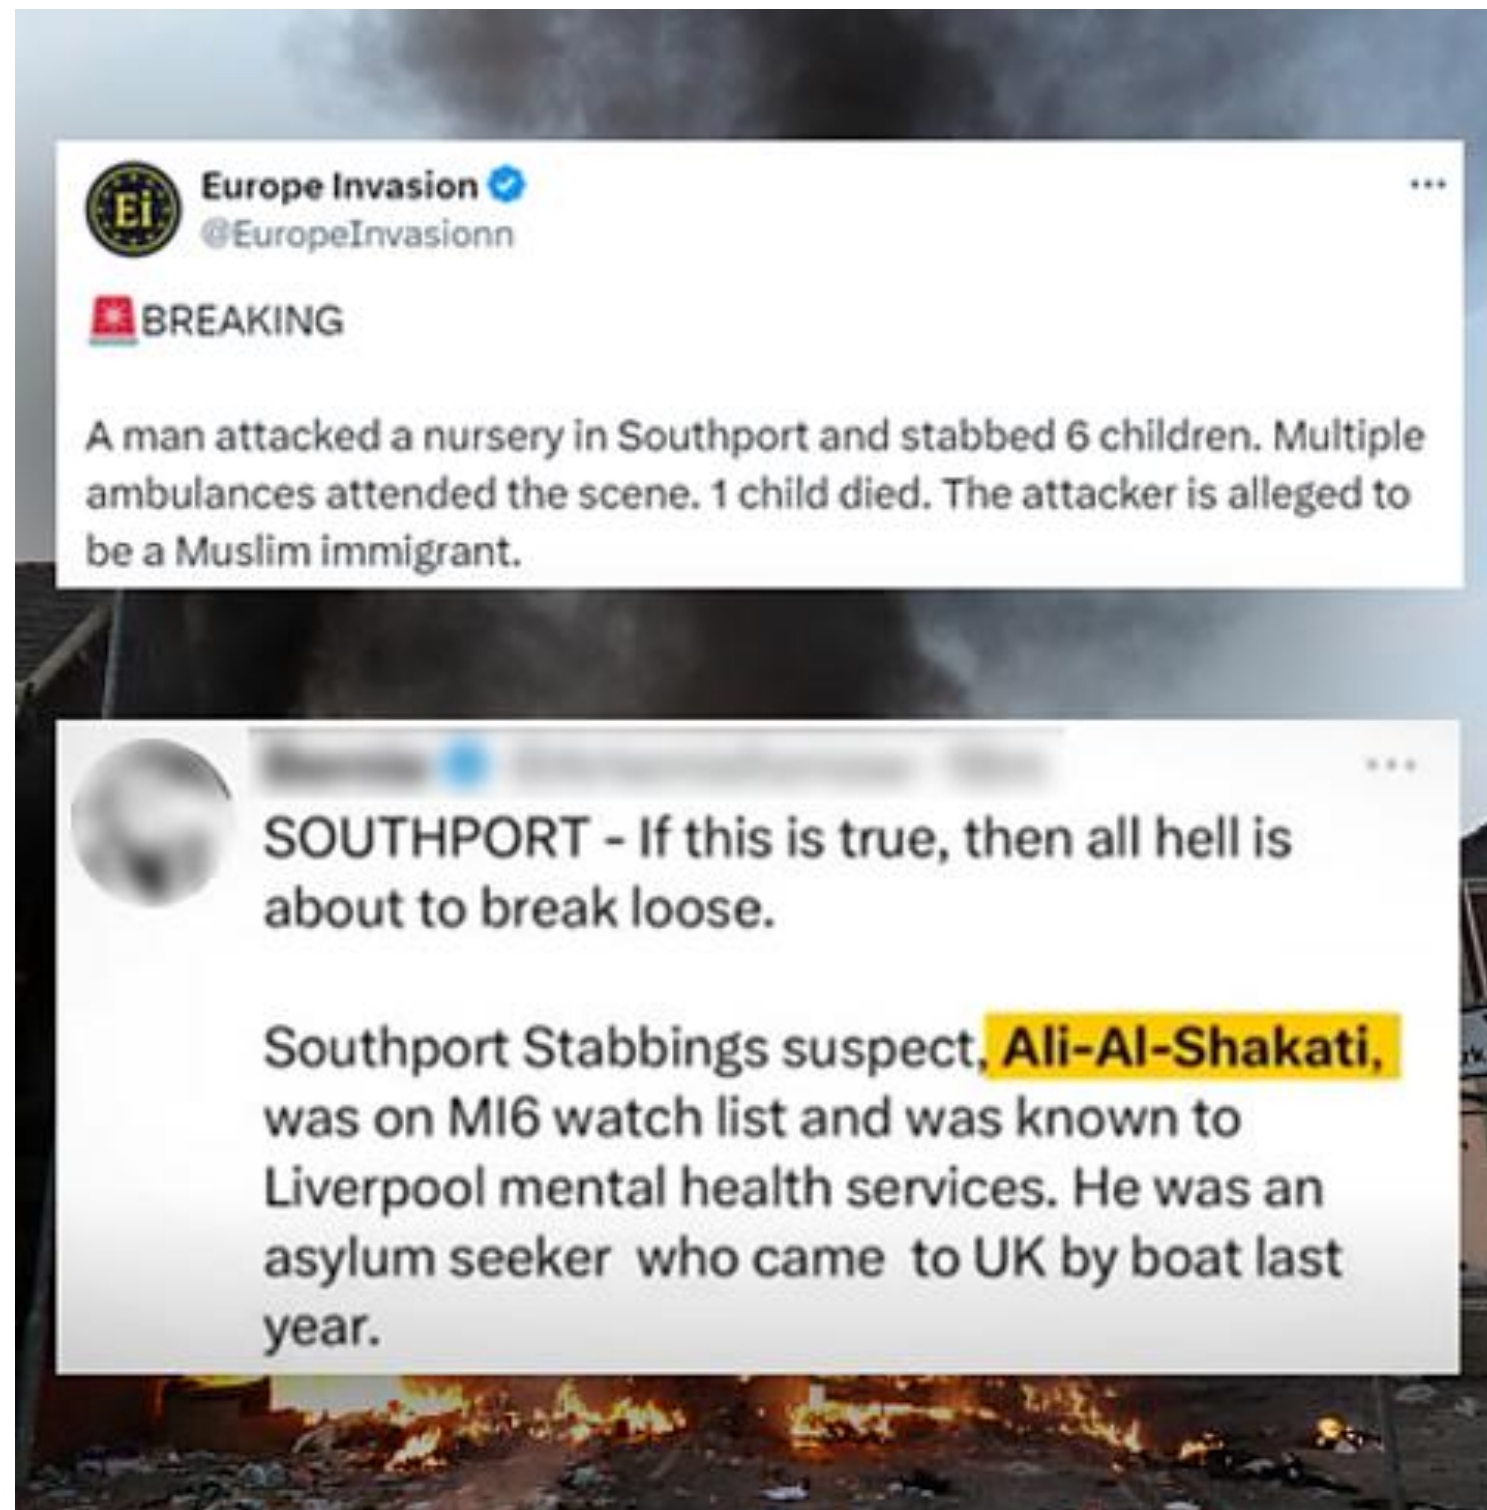 Europe Invasion
@EuropeInvasionn
BREAKING
A man attacked a nursery in Southport and stabbed 6 children. Multiple
ambulances attended the scene. 1 child died. The attacker is alleged to
be a Muslim immigrant.
SOUTHPORT - If this is true, then all hell is
about to break loose.
Southport Stabbings suspect, Ali-Al-Shakati,
was on MI6 watch list and was known to
Liverpool mental health services. He was an
asylum seeker who came to UK by boat last
year.